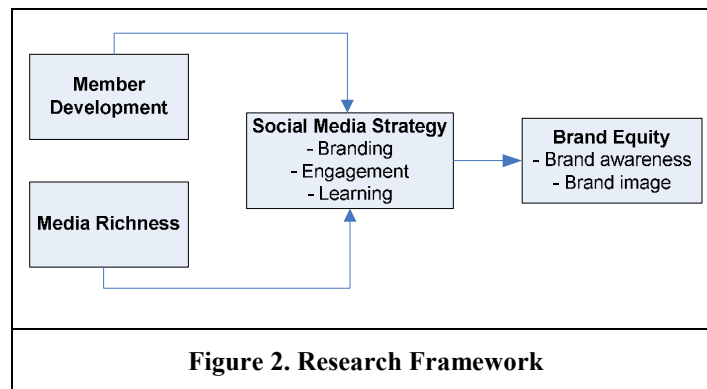 Member
Development
Media Richness
Social Media Strategy
- Branding
- Engagement
- Learning
Brand Equity
- Brand awareness
- Brand image
Figure 2. Research Framework